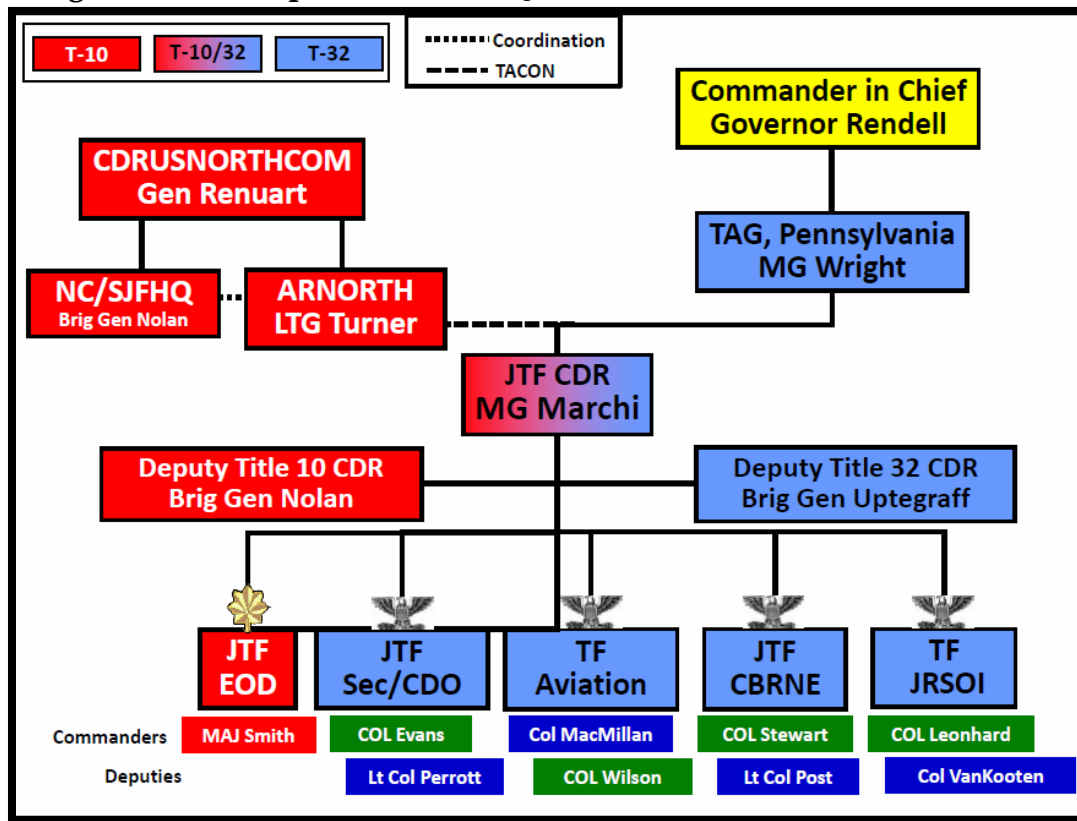 T-10
T-10/32
T-32
Coordination
TACON
Commander in Chief
Governor Rendell
CDRUSNORTHCOM
Gen Renuart
TAG, Pennsylvania
MG Wright
NC/SJFHQ
Brig Gen Nolan
ARNORTH
LTG Turner
JTF CDR
MG Marchi
Deputy Title 10 CDR
Brig Gen Nolan
Deputy Title 32 CDR
Brig Gen Uptegraff
JTF
EOD
JTF
Sec/CDO
TF
Aviation
JTF
CBRNE
TF
JRSOI
Commanders
MAJ Smith
COL Evans
Col MacMillan
COL Stewart
COL Leonhard
Deputies
Lt Col Perrott
COL Wilson
Lt Col Post
Col VanKooten